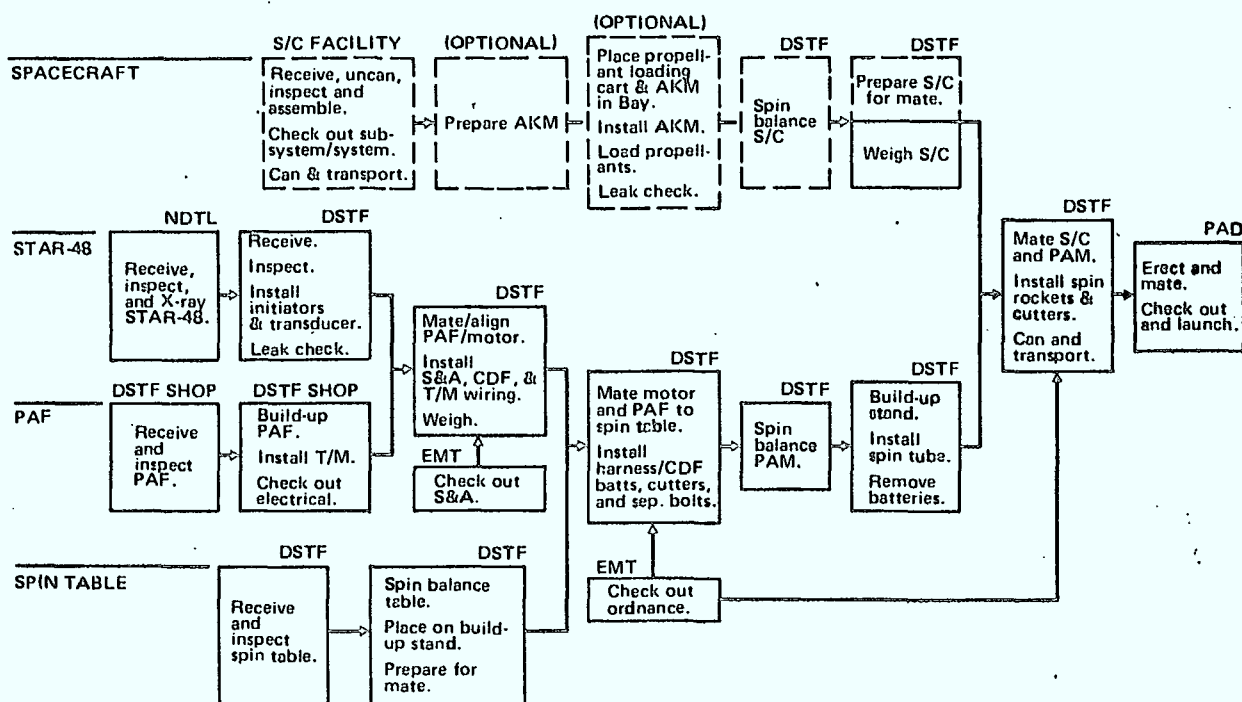 SPACECRAFT
S/C FACILITY
Receive, uncan,
inspect and
assemble.
Check out sub-
system/system.
Can & transport.
(OPTIONAL)
Prepare AKM
(OPTIONAL)
Place propell-
ant loading
cart & AKM
in Bay.
Install AKM.
Load propell-
ants.
Leak check.
DSTF
Spin
balance
S/C
DSTF
Prepare S/C
for mate.
Weigh S/C
STAR-48
NDTL
Receive,
inspect,
and X-ray
STAR-48.
DSTF
Receive.
Inspect.
Install
initiators
& transducer.
Leak check.
PAF
DSTF SHOP
Receive
and
inspect
PAF.
DSTF SHOP
Build-up
PAF.
Install T/M.
Check out
electrical.
DSTF
Mate/align
PAF/motor.
Install
S&A, CDF, &
T/M wiring.
Weigh.
EMT
Check out
S&A.
SPIN TABLE
DSTF
Receive
and
inspect
spin table.
DSTF
Spin balance
table.
Place on build-
up stand.
Prepare for
mate.
DSTF
Mate motor
and PAF to
spin table.
Install
harness/CDF
batts, cutters,
and sep. bolts.
EMT
Check out
ordnance.
DSTF
Spin
balance
PAM.
DSTF
Build-up
stand.
Install
spin tube.
Remove
batteries.
DSTF
Mate S/C
and PAM.
Install spin
rockets &
cutters.
Can and
transport.
PAD
Erect and
mate.
Check out
and launch.